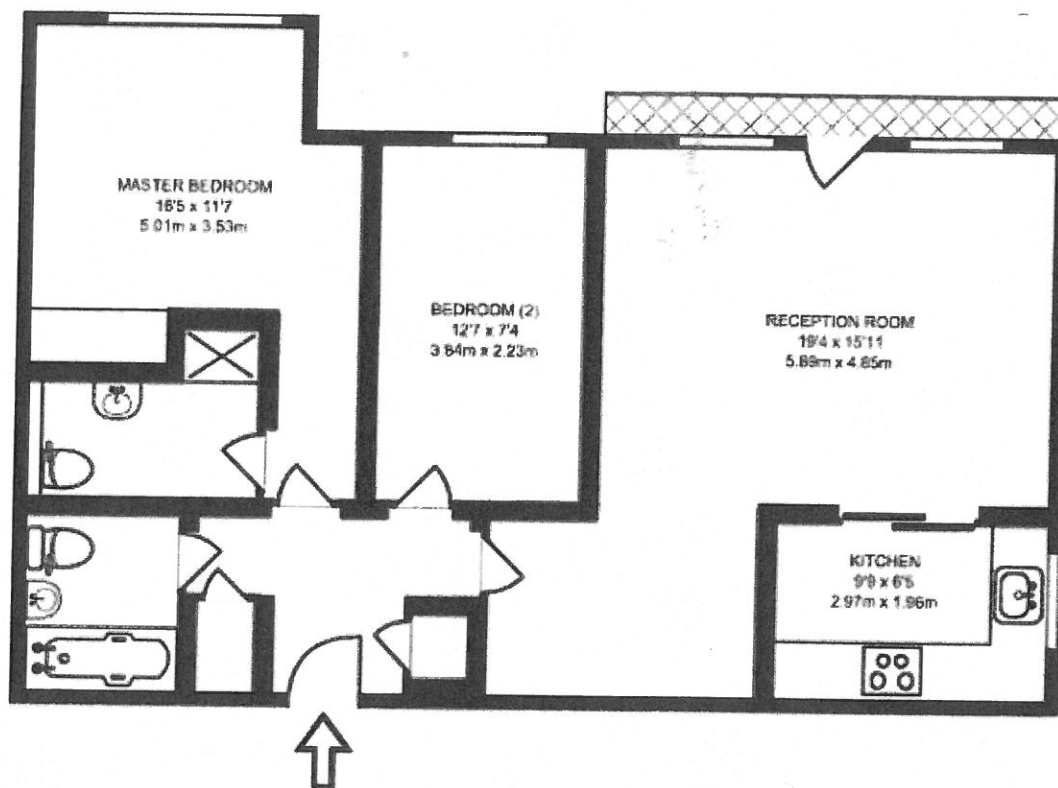 MASTER BEDROOM
16'5 x 11'7
5.01m x 3.53m
BEDROOM (2)
12'7 x 7'4
3.84m x 2.23m
RECEPTION ROOM
19'4 x 15'11
5.89m x 4.85m
KITCHEN
9'9 x 6'5
2.97m x 1.96m